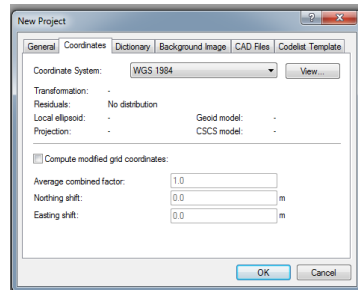 New Project
General Coordinates Dictionary Background Image CAD Files Codelist Template
Coordinate System: WGS 1984 View...
Transformation: -
Residuals: No distribution
Local ellipsoid: - Geoid model: -
Projection: - CSCS model: -
Compute modified grid coordinates:
Average combined factor: 1.0
Northing shift: 0.0 m
Easting shift: 0.0 m
OK Cancel